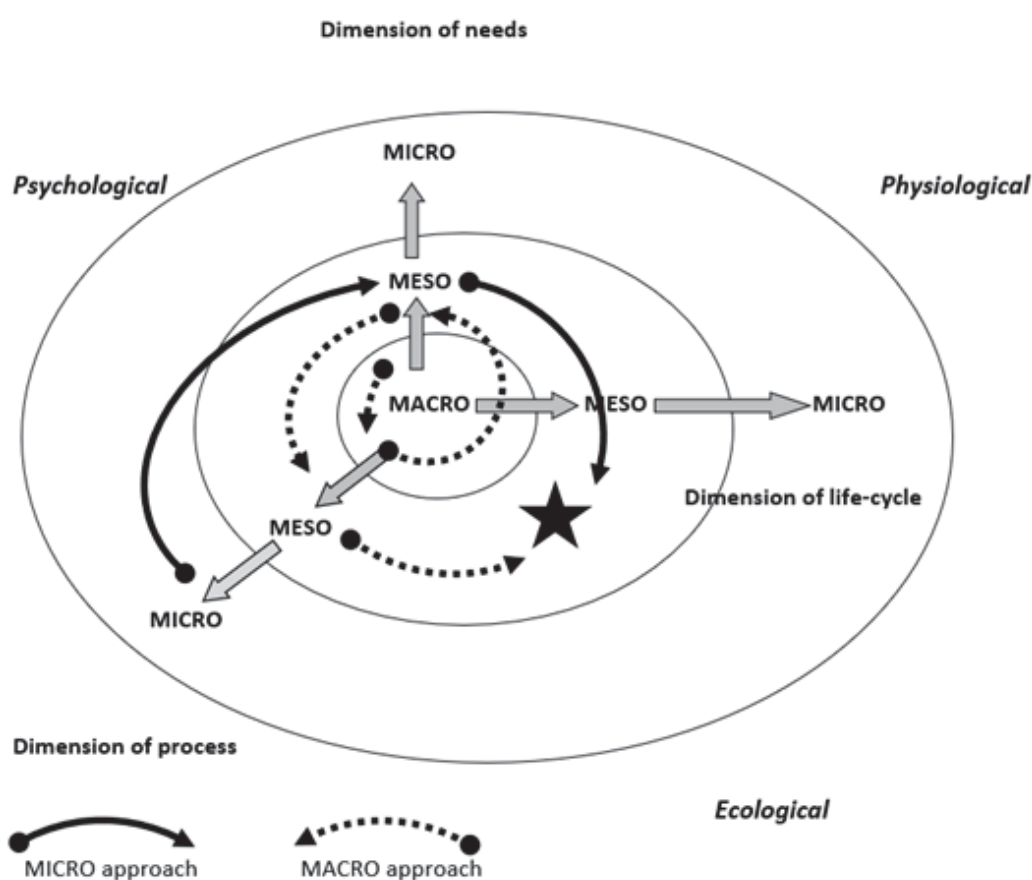 Dimension of needs
MICRO
Psychological
Physiological
MESO
MACRO
MESO
MICRO
Dimension of life-cycle
MESO
MICRO
Dimension of process
Ecological
MICRO approach
MACRO approach